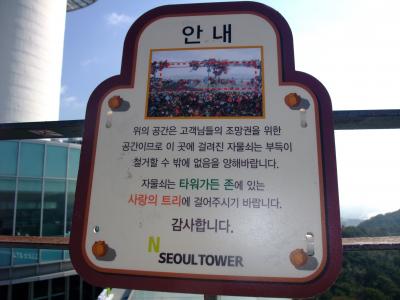 안 내
위의 공간은 고객님들의 조망권을 위한
공간이므로 이 곳에 걸려진 자물쇠는 부득이
철거할 수 밖에 없음을 양해바랍니다.
자물쇠는 타워가든 존에 있는
사랑의 트리에 걸어주시기 바랍니다.
감사합니다.
N
SEOULTOWER